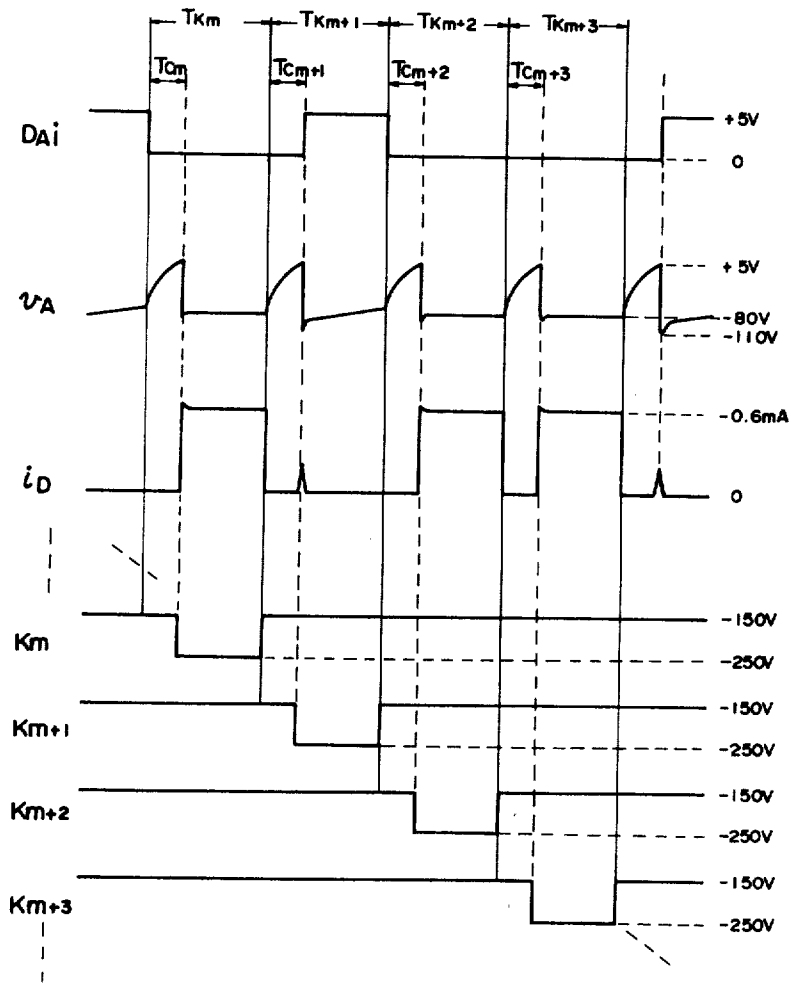 TKm TKm+1 TKm+2 TKm+3
TCm TCm+1 TCm+2 TCm+3
DAi
+5V
0
vA
+5V
-80V
-110V
iD
-0.6mA
0
Km
-150V
-250V
Km+1
-150V
-250V
Km+2
-150V
-250V
Km+3
-150V
-250V